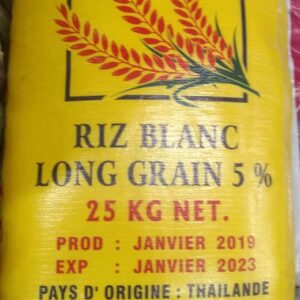 RIZ BLANC
LONG GRAIN 5 %
25 KG NET.
PROD : JANVIER 2019
EXP : JANVIER 2023
PAYS D' ORIGINE : THAILANDE